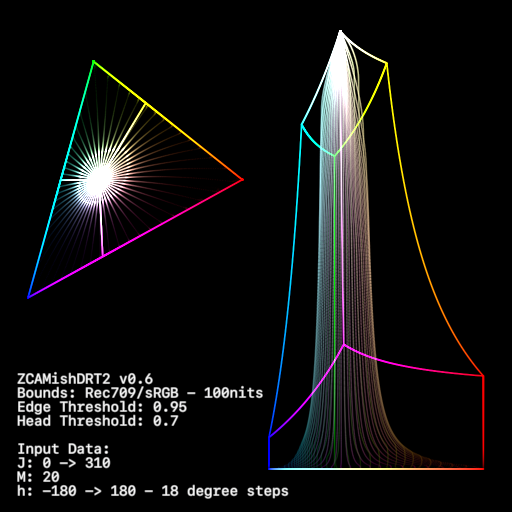 ZCAMishDRT2 v0.6
Bounds: Rec709/sRGB - 100nits
Edge Threshold: 0.95
Head Threshold: 0.7
Input Data:
J: 0 -> 310
M: 20
h: -180 -> 180 - 18 degree steps